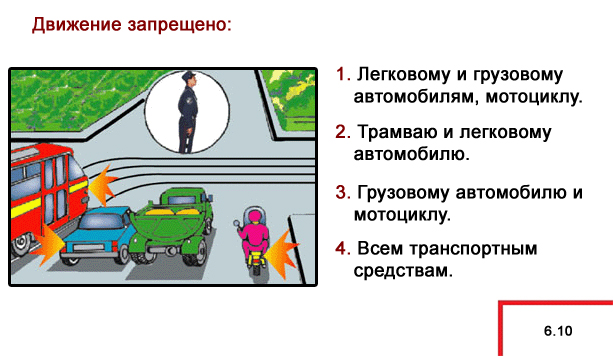 Движение запрещено:
1. Легковому и грузовому
автомобилям, мотоциклу.
2. Трамваю и легковому
автомобилю.
3. Грузовому автомобилю и
мотоциклу.
4. Всем транспортным
средствам.
6.10